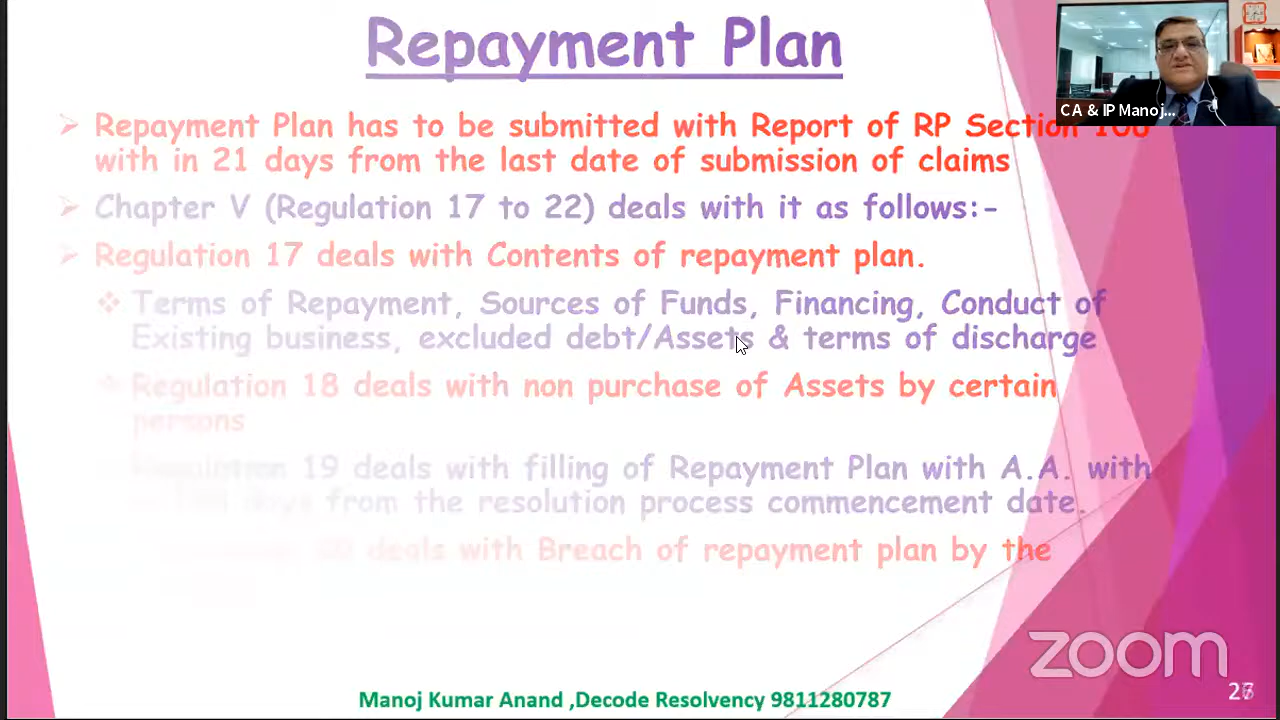 Repayment Plan
CA & IP Manoj...
➢ Repayment Plan has to be submitted with Report of RP Section
with in 21 days from the last date of submission of claims
➢ Chapter V (Regulation 17 to 22) deals with it as follows:-
➢ Regulation 17 deals with Contents of repayment plan.
❖ Terms of Repayment, Sources of Funds, Financing, Conduct of
Existing business, excluded debt/Assets & terms of discharge
❖ Regulation 18 deals with non purchase of Assets by certain
persons
Regulation 19 deals with filling of Repayment Plan with A.A. with
days from the resolution process commencement date.
deals with Breach of repayment plan by the
zoom
Manoj Kumar Anand ,Decode Resolvency 9811280787